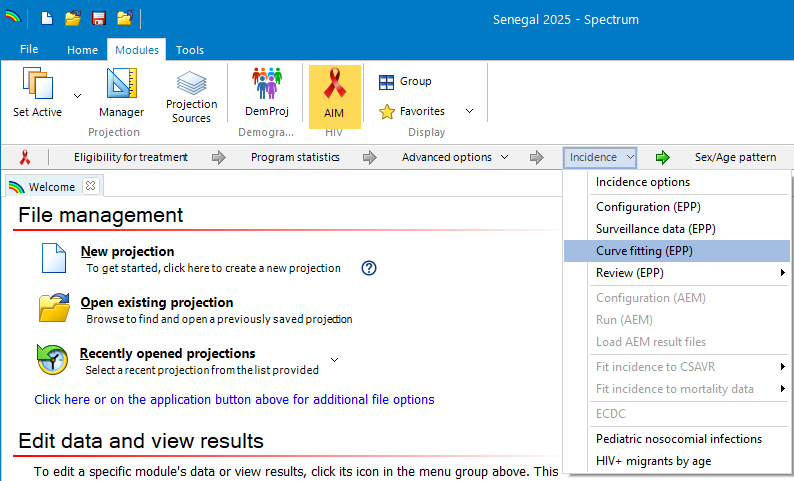 Senegal 2025 - Spectrum
File Home Modules Tools
Set Active Manager Projection Sources DemProj AIM Group Favorites
Projection Demogra... HIV Display
Eligibility for treatment Program statistics Advanced options Incidence Sex/Age pattern
Welcome
File management
New projection
To get started, click here to create a new projection
Open existing projection
Browse to find and open a previously saved projection
Recently opened projections
Select a recent projection from the list provided
Click here or on the application button above for additional file options
Edit data and view results
To edit a specific module's data or view results, click its icon in the menu group above. This
Incidence options
Configuration (EPP)
Surveillance data (EPP)
Curve fitting (EPP)
Review (EPP)
Configuration (AEM)
Run (AEM)
Load AEM result files
Fit incidence to CSAVR
Fit incidence to mortality data
ECDC
Pediatric nosocomial infections
HIV+ migrants by age